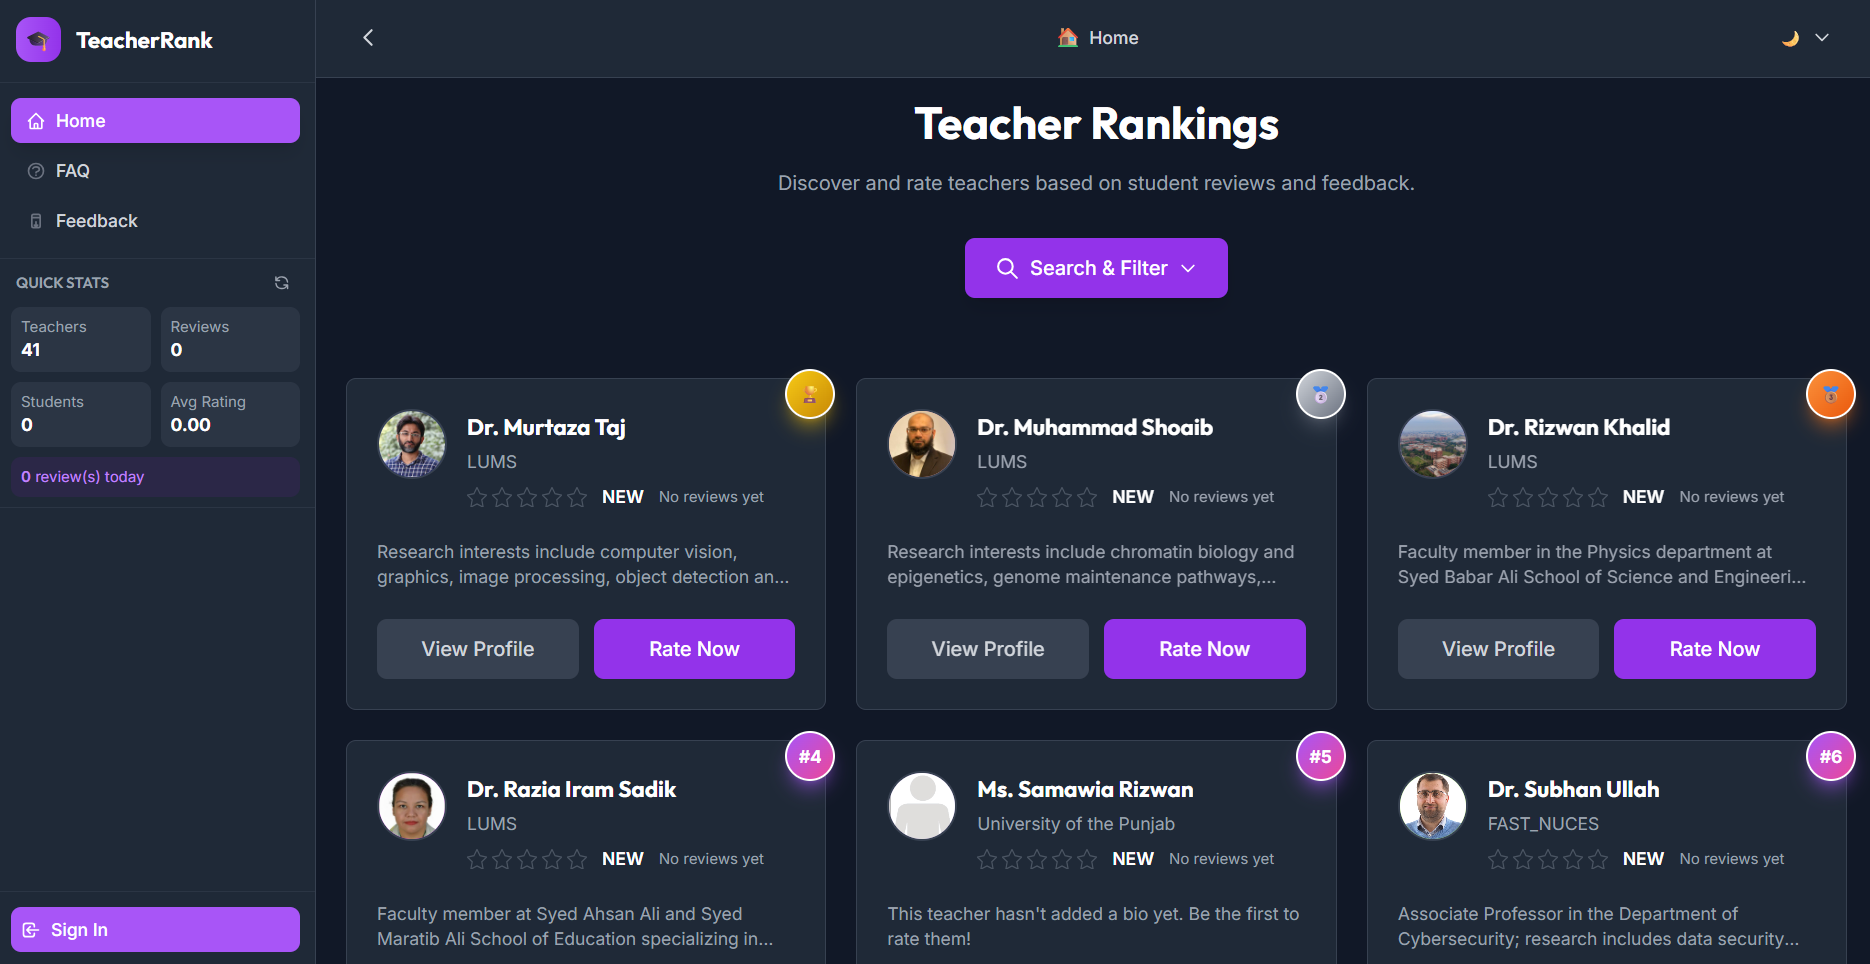 TeacherRank
Home
FAQ
Feedback
QUICK STATS
Teachers
41
Reviews
0
Students
0
Avg Rating
0.00
0 review(s) today
Sign In
Home
Teacher Rankings
Discover and rate teachers based on student reviews and feedback.
Search & Filter
Dr. Murtaza Taj
LUMS
NEW No reviews yet
Research interests include computer vision,
graphics, image processing, object detection an...
View Profile
Rate Now
2
Dr. Muhammad Shoaib
LUMS
NEW No reviews yet
Research interests include chromatin biology and
epigenetics, genome maintenance pathways,...
View Profile
Rate Now
3
Dr. Rizwan Khalid
LUMS
NEW No reviews yet
Faculty member in the Physics department at
Syed Babar Ali School of Science and Engineeri...
View Profile
Rate Now
#4
Dr. Razia Iram Sadik
LUMS
NEW No reviews yet
Faculty member at Syed Ahsan Ali and Syed
Maratib Ali School of Education specializing in...
#5
Ms. Samawia Rizwan
University of the Punjab
NEW No reviews yet
This teacher hasn't added a bio yet. Be the first to
rate them!
#6
Dr. Subhan Ullah
FAST_NUCES
NEW No reviews yet
Associate Professor in the Department of
Cybersecurity; research includes data security...